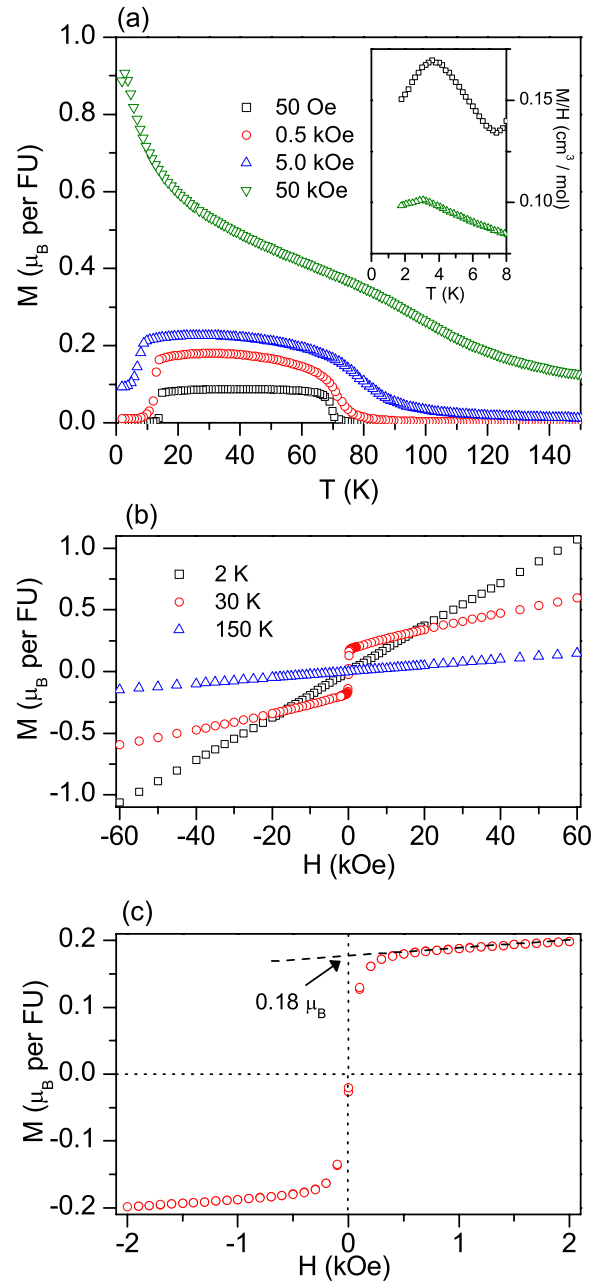 (a)
1.0
0.8
0.6
0.4
0.2
0.0
M (μB per FU)
50 Oe
0.5 kOe
5.0 kOe
50 kOe
0.15
0.10
M/H (cm3 / mol)
0 2 4 6 8
T (K)
0 20 40 60 80 100 120 140
T (K)
(b)
1.0
0.5
0.0
-0.5
-1.0
M (μB per FU)
2 K
30 K
150 K
-60 -40 -20 0 20 40 60
H (kOe)
(c)
0.2
0.1
0.0
-0.1
-0.2
M (μB per FU)
0.18 μB
-2 -1 0 1 2
H (kOe)